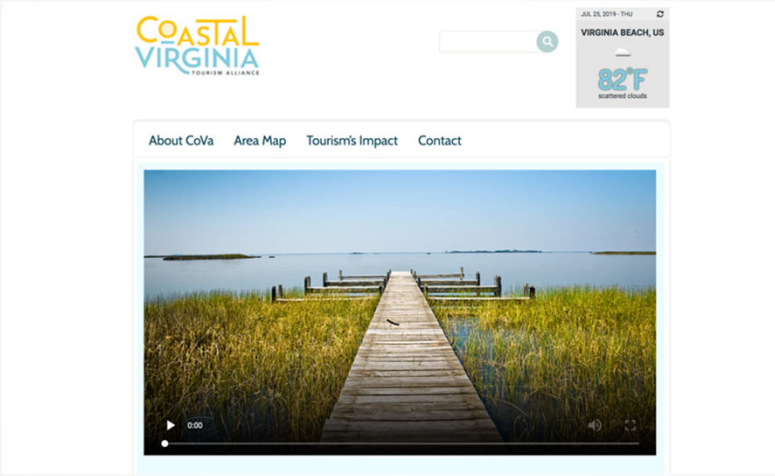 COASTAL
VIRGINIA
TOURISM ALLIANCE
JUL 25, 2019 - THU
VIRGINIA BEACH, US
82°F
scattered clouds
About CoVa
Area Map
Tourism's Impact
Contact
0:00